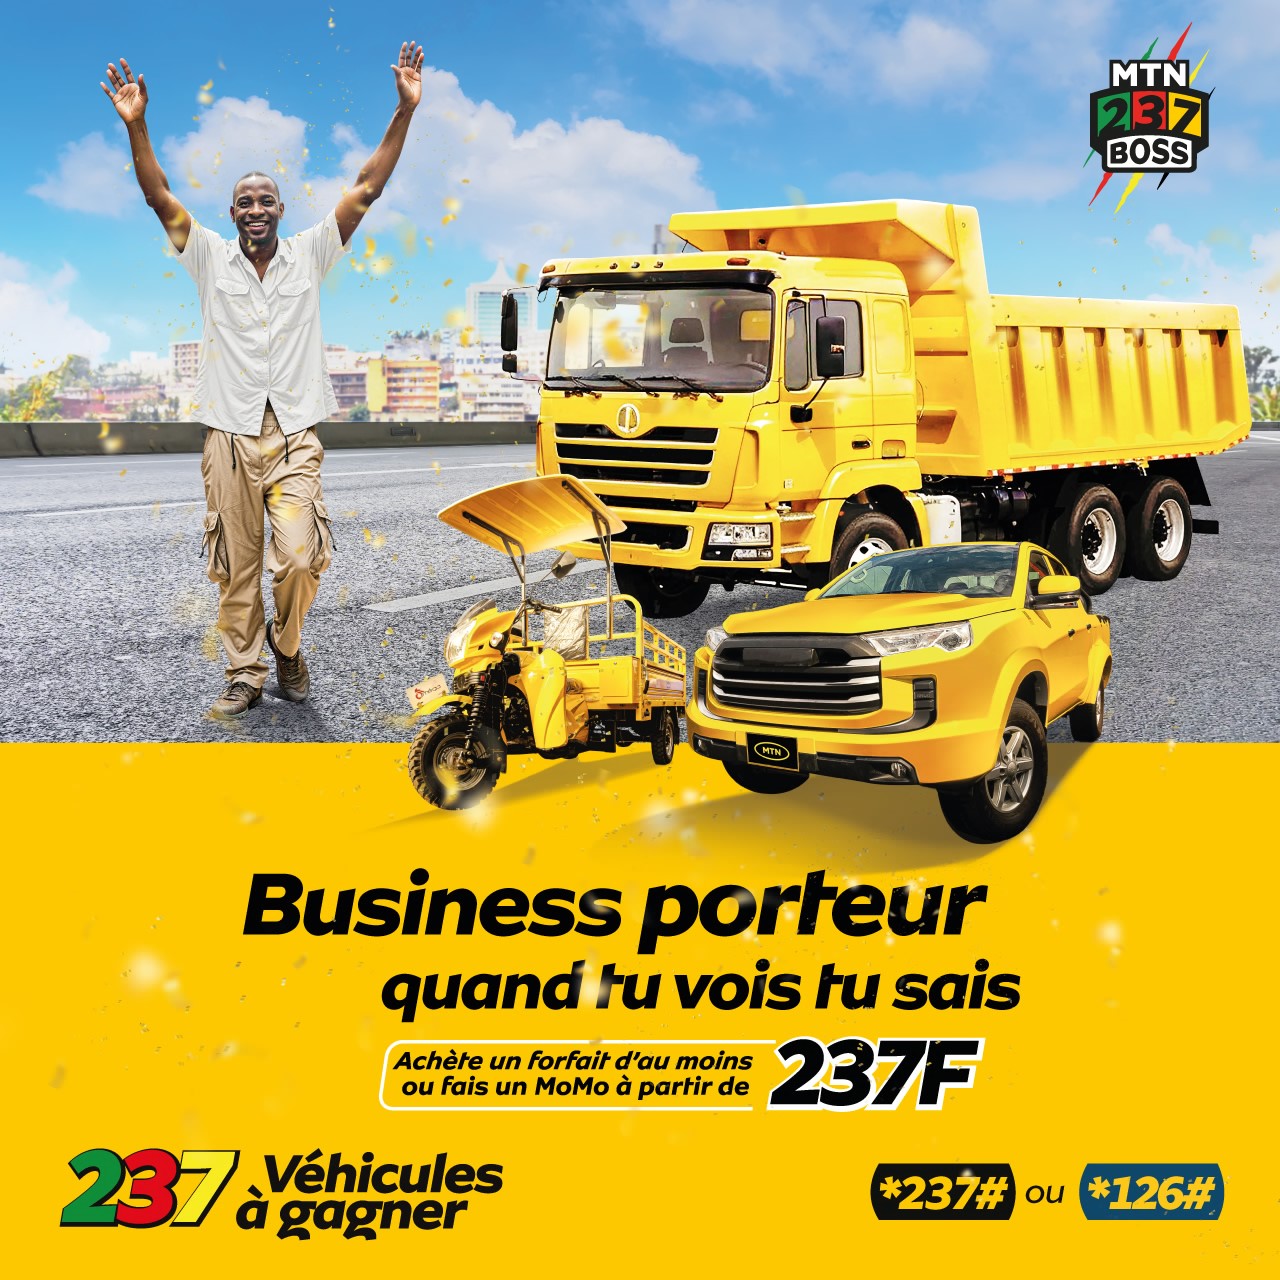 MTN
237
BOSS
MTN
Business porteur
quand tu vois tu sais
Achète un forfait d'au moins
ou fais un MoMo à partir de
237F
237 Véhicules
à gagner
*237# ou *126#